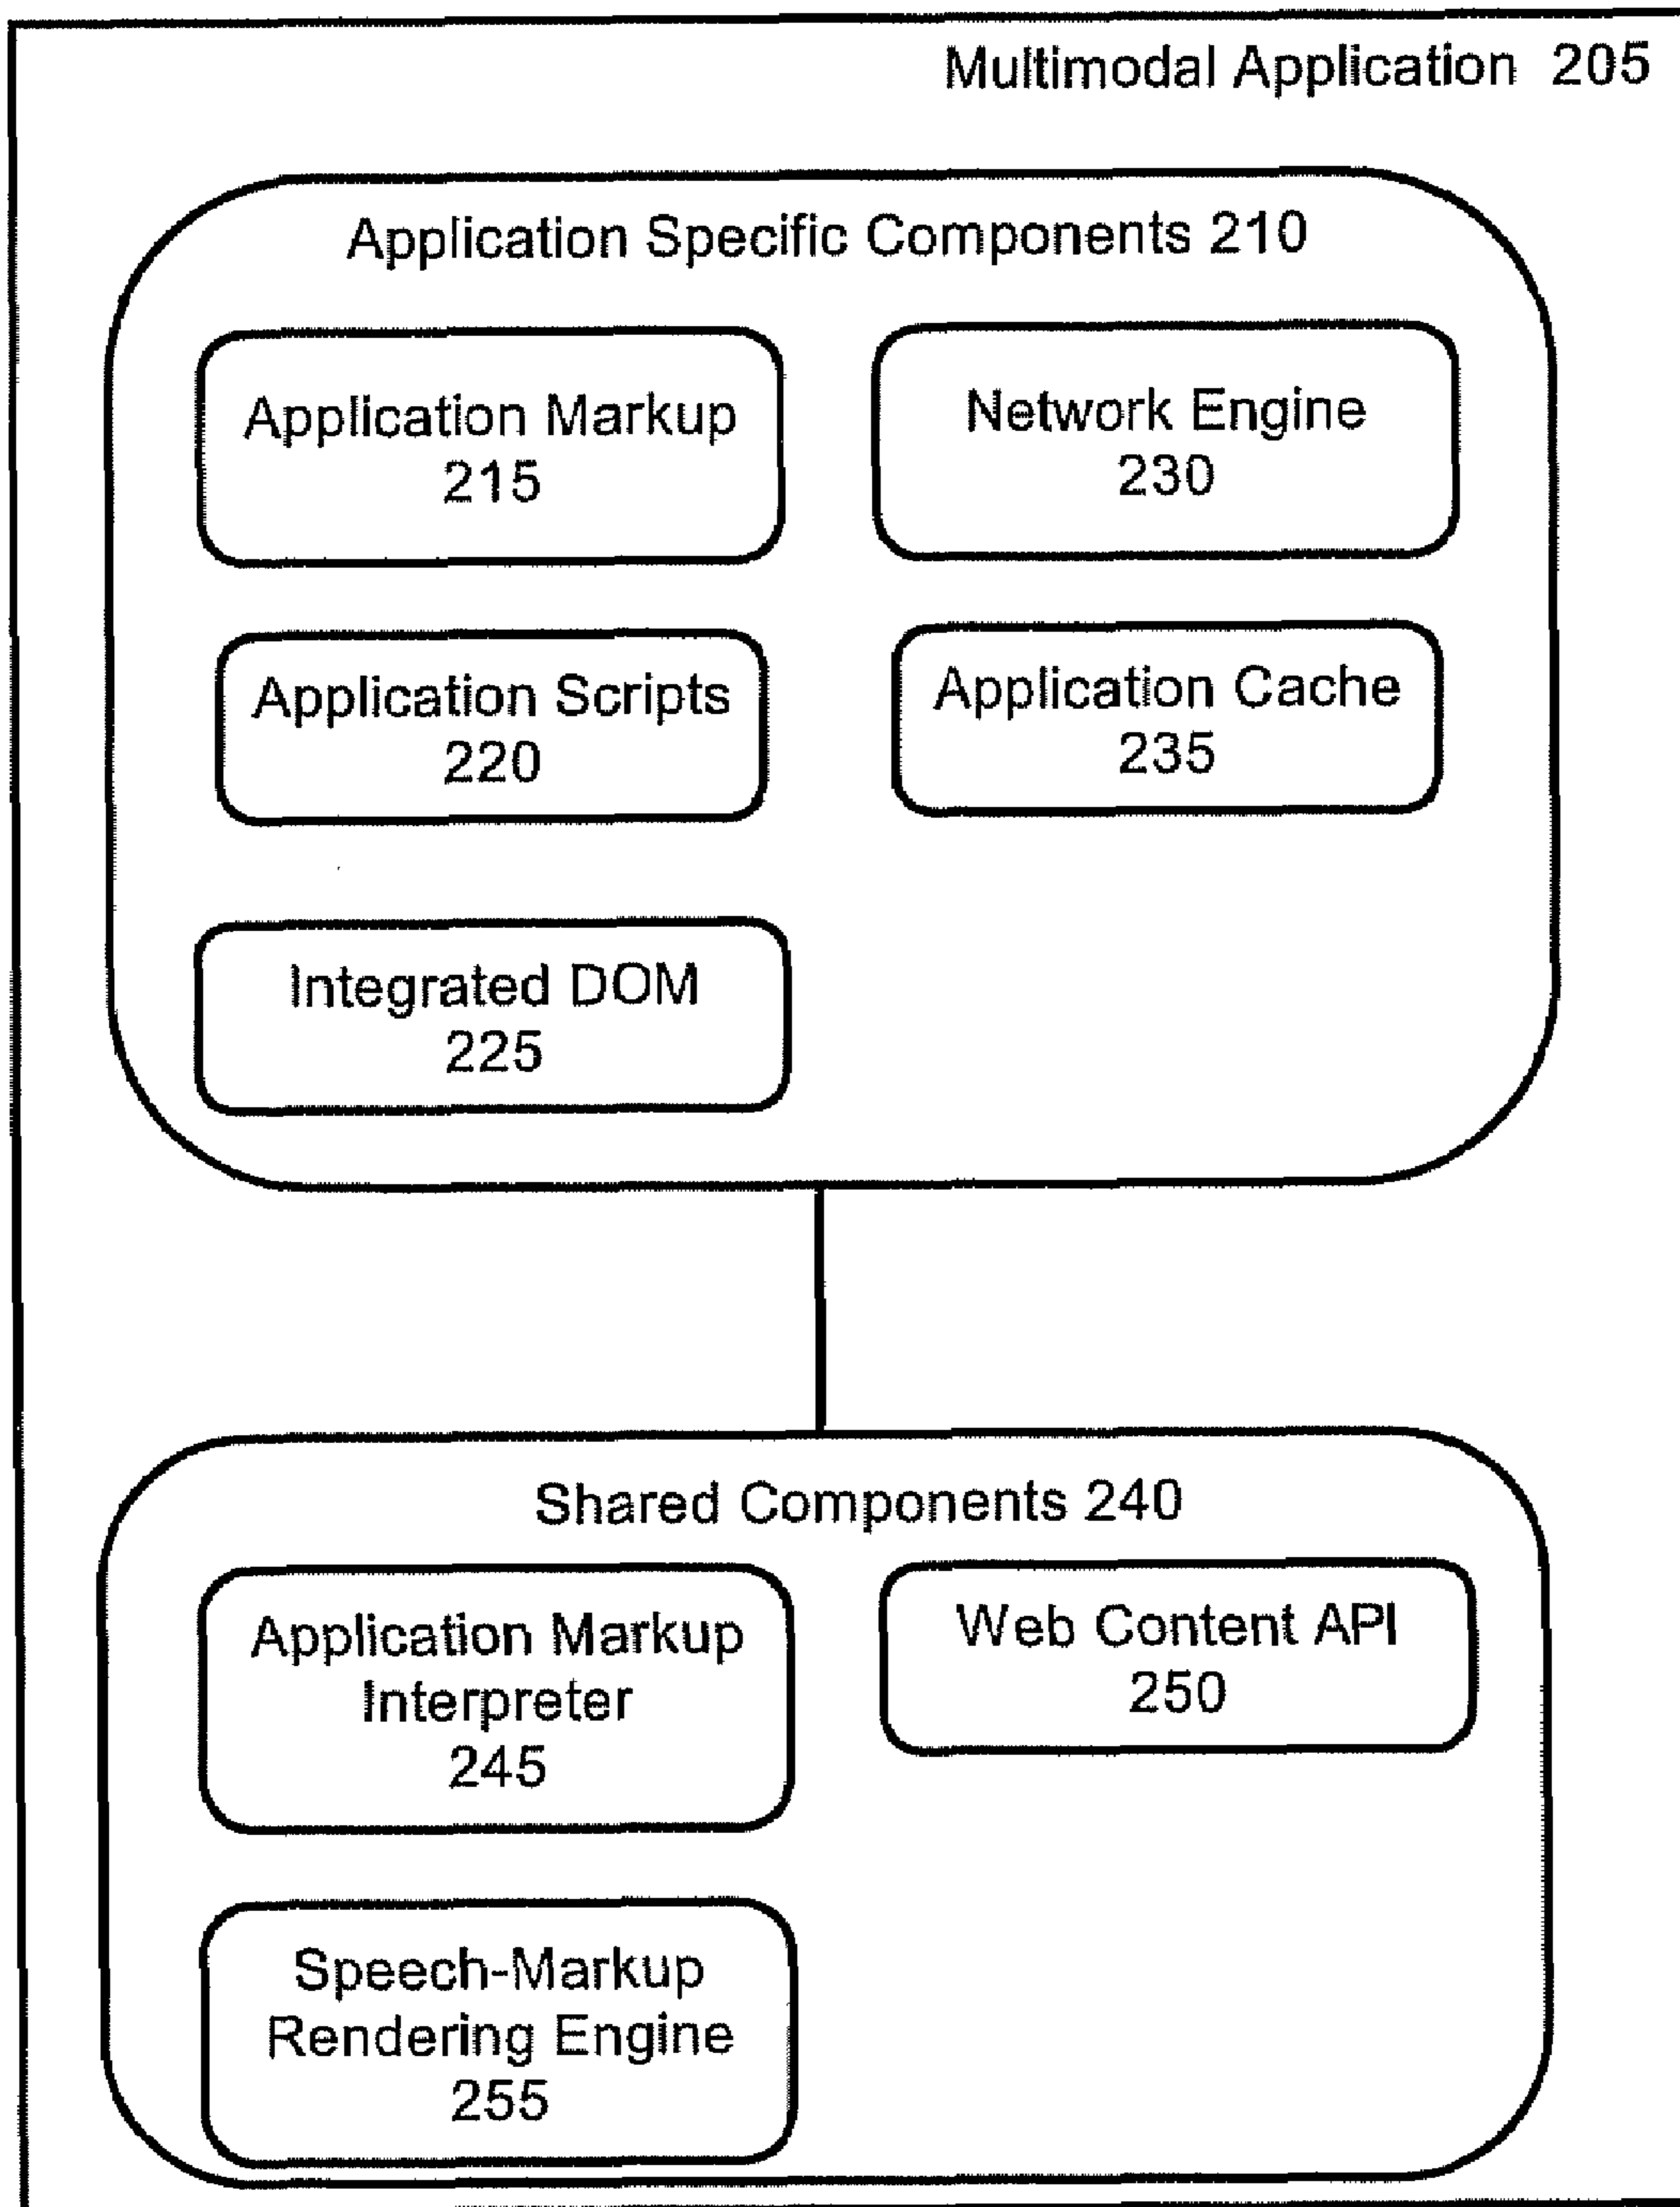 Multimodal Application 205
Application Specific Components 210
Application Markup
215
Network Engine
230
Application Scripts
220
Application Cache
235
Integrated DOM
225
Shared Components 240
Application Markup
Interpreter
245
Web Content API
250
Speech-Markup
Rendering Engine
255